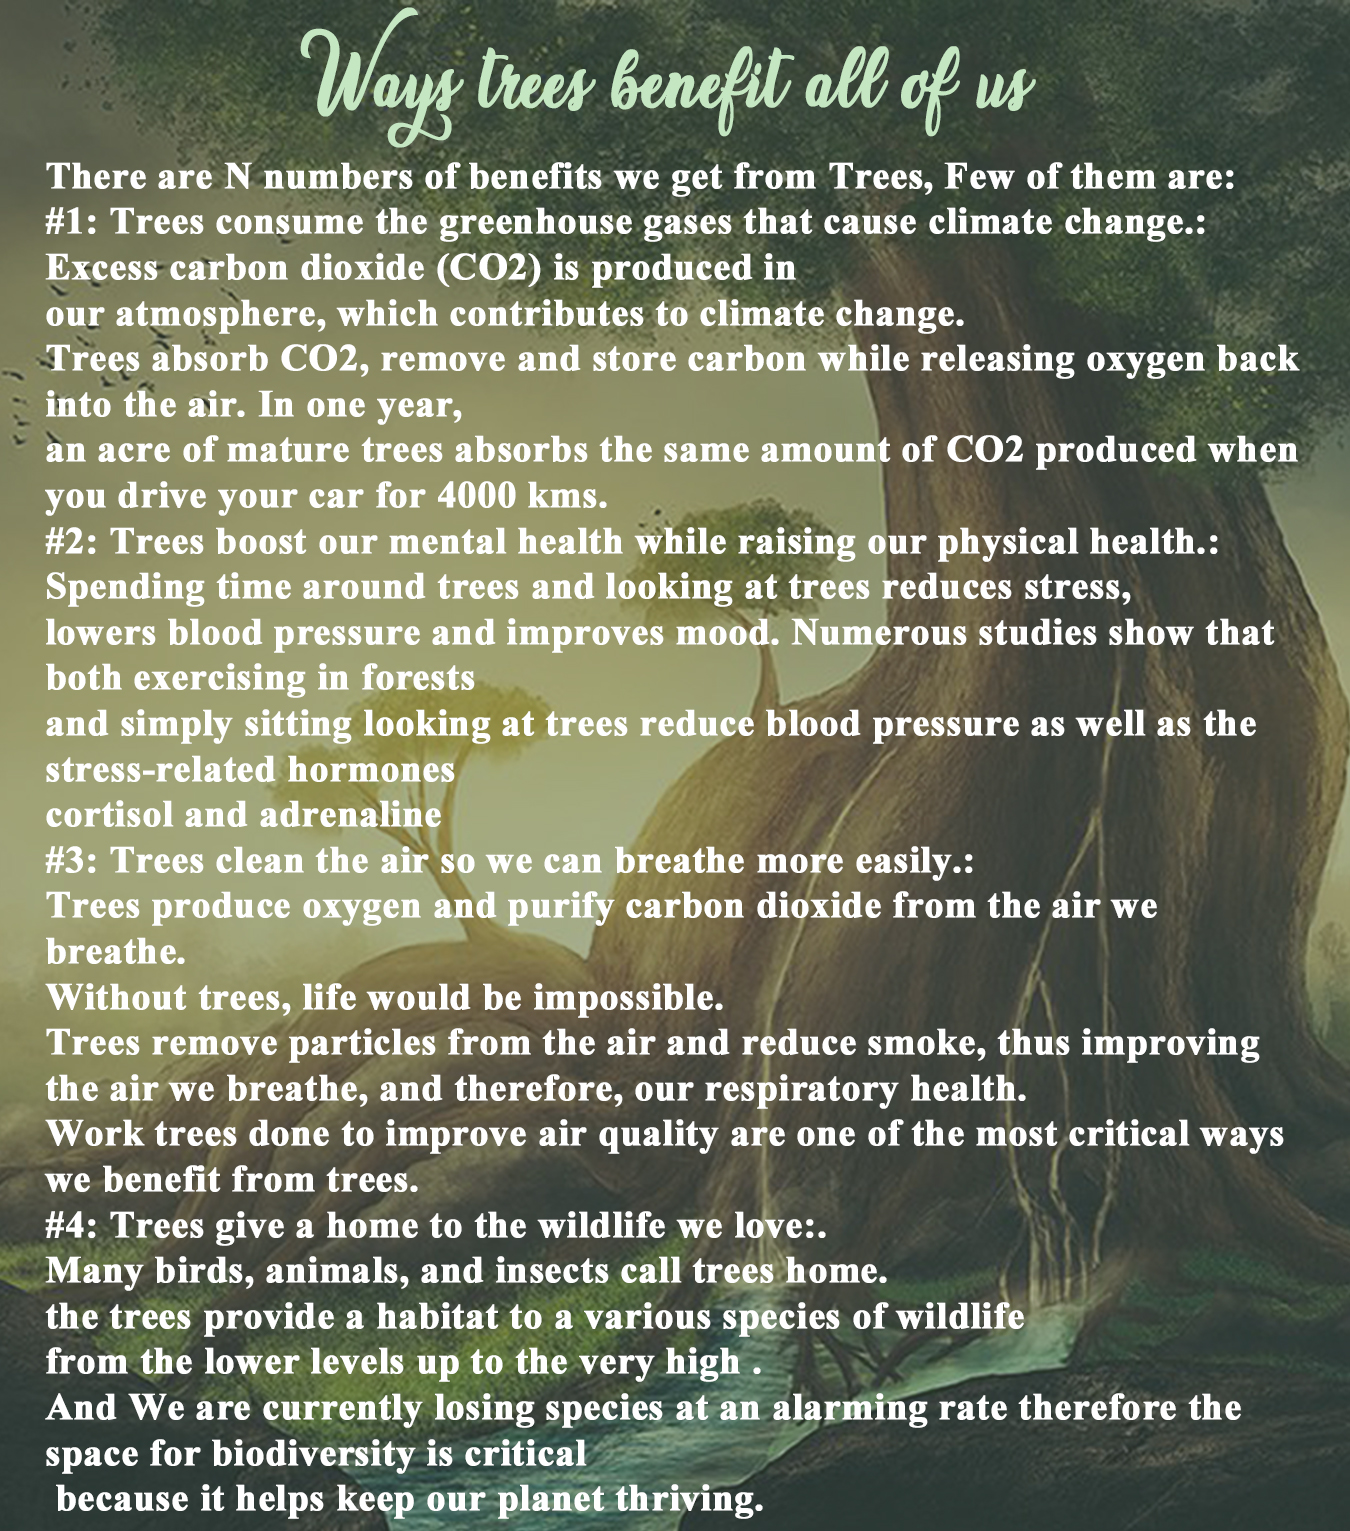 Ways trees benefit all of us
There are N numbers of benefits we get from Trees, Few of them are:
#1: Trees consume the greenhouse gases that cause climate change.:
Excess carbon dioxide (CO2) is produced in
our atmosphere, which contributes to climate change.
Trees absorb CO2, remove and store carbon while releasing oxygen back
into the air. In one year,
an acre of mature trees absorbs the same amount of CO2 produced when
you drive your car for 4000 kms.
#2: Trees boost our mental health while raising our physical health.:
Spending time around trees and looking at trees reduces stress,
lowers blood pressure and improves mood. Numerous studies show that
both exercising in forests
and simply sitting looking at trees reduce blood pressure as well as the
stress-related hormones
cortisol and adrenaline
#3: Trees clean the air so we can breathe more easily.:
Trees produce oxygen and purify carbon dioxide from the air we
breathe.
Without trees, life would be impossible.
Trees remove particles from the air and reduce smoke, thus improving
the air we breathe, and therefore, our respiratory health.
Work trees done to improve air quality are one of the most critical ways
we benefit from trees.
#4: Trees give a home to the wildlife we love:.
Many birds, animals, and insects call trees home.
the trees provide a habitat to a various species of wildlife
from the lower levels up to the very high .
And We are currently losing species at an alarming rate therefore the
space for biodiversity is critical
because it helps keep our planet thriving.